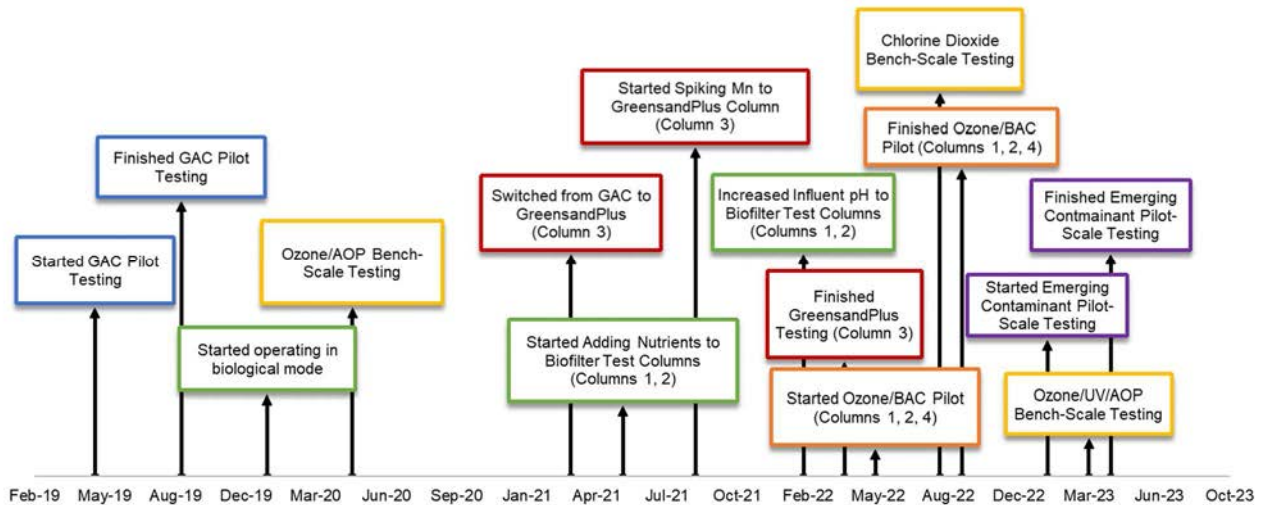 Chlorine Dioxide
Bench-Scale Testing
Started Spiking Mn to
GreensandPlus Column
(Column 3)
Finished Ozone/BAC
Pilot (Columns 1, 2, 4)
Finished GAC Pilot
Testing
Switched from GAC to
GreensandPlus
(Column 3)
Increased Influent pH to
Biofilter Test Columns
(Columns 1, 2)
Finished Emerging
Contmainant Pilot-
Scale Testing
Started GAC Pilot
Testing
Ozone/AOP Bench-
Scale Testing
Finished
GreensandPlus
Testing (Column 3)
Started Emerging
Contaminant Pilot-
Scale Testing
Started operating in
biological mode
Started Adding Nutrients to
Biofilter Test Columns
(Columns 1, 2)
Started Ozone/BAC Pilot
(Columns 1, 2, 4)
Ozone/UV/AOP
Bench-Scale Testing
Feb-19 May-19 Aug-19 Dec-19 Mar-20 Jun-20 Sep-20 Jan-21 Apr-21 Jul-21 Oct-21 Feb-22 May-22 Aug-22 Dec-22 Mar-23 Jun-23 Oct-23